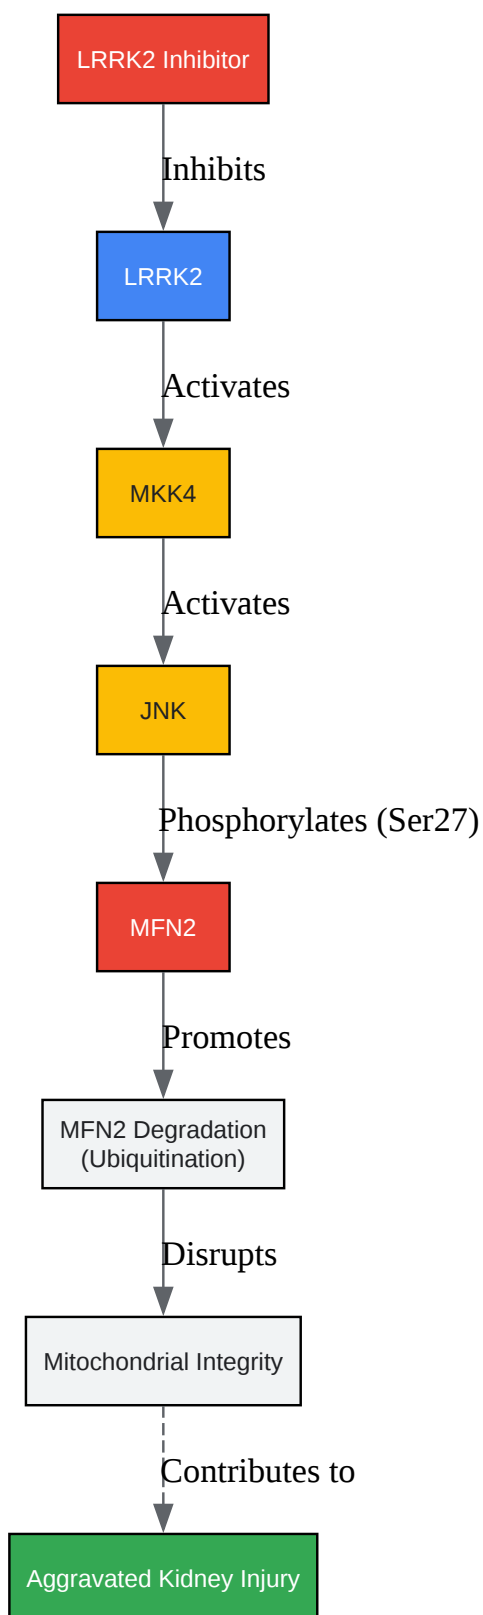 LRRK2 Inhibitor
Inhibits
LRRK2
Activates
MKK4
Activates
JNK
Phosphorylates (Ser27)
MFN2
Promotes
MFN2 Degradation
(Ubiquitination)
Disrupts
Mitochondrial Integrity
Contributes to
Aggravated Kidney Injury